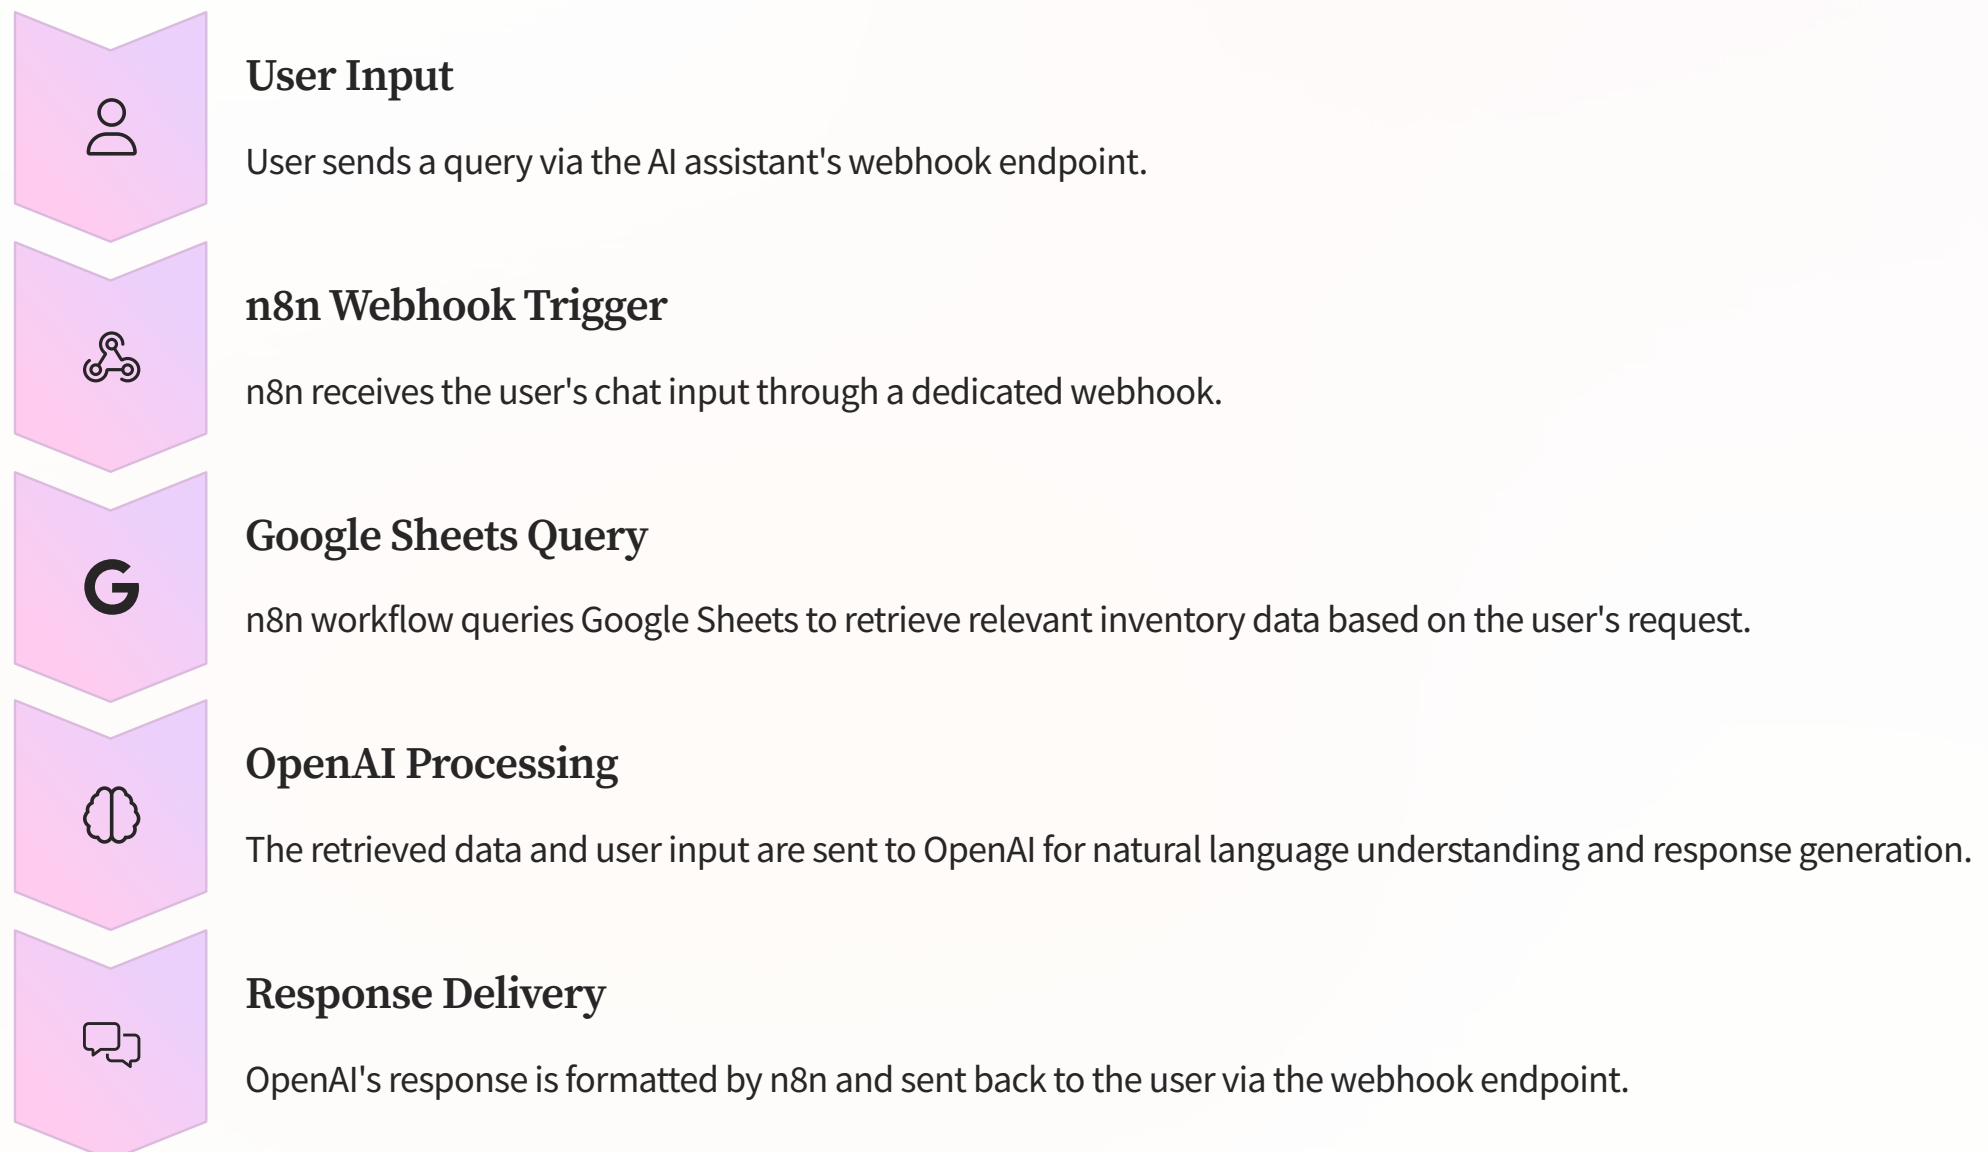 User Input
User sends a query via the AI assistant's webhook endpoint.
n8n Webhook Trigger
n8n receives the user's chat input through a dedicated webhook.
G
Google Sheets Query
n8n workflow queries Google Sheets to retrieve relevant inventory data based on the user's request.
OpenAI Processing
The retrieved data and user input are sent to OpenAI for natural language understanding and response generation.
Response Delivery
OpenAI's response is formatted by n8n and sent back to the user via the webhook endpoint.